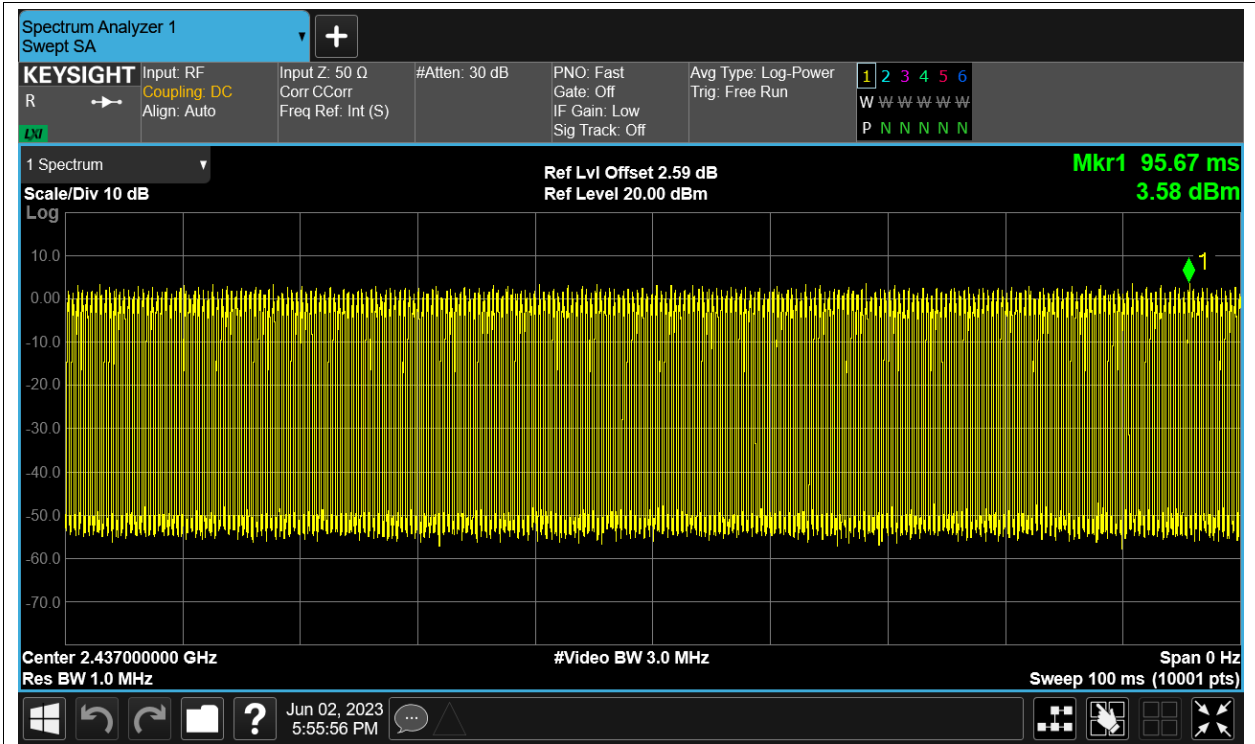 Spectrum Analyzer 1
Swept SA
KEYSIGHT
R
LXI
Input: RF
Coupling: DC
Align: Auto
Input Z: 50 Ω
Corr CCorr
Freq Ref: Int (S)
#Atten: 30 dB
PNO: Fast
Gate: Off
IF Gain: Low
Sig Track: Off
Avg Type: Log-Power
Trig: Free Run
1 2 3 4 5 6
W W W W W W
P N N N N N
1 Spectrum
Scale/Div 10 dB
Log
Ref Lvl Offset 2.59 dB
Ref Level 20.00 dBm
Mkr1 95.67 ms
3.58 dBm
1
10.0
0.00
-10.0
-20.0
-30.0
-40.0
-50.0
-60.0
-70.0
Center 2.437000000 GHz
Res BW 1.0 MHz
#Video BW 3.0 MHz
Span 0 Hz
Sweep 100 ms (10001 pts)
?
Jun 02, 2023
5:55:56 PM